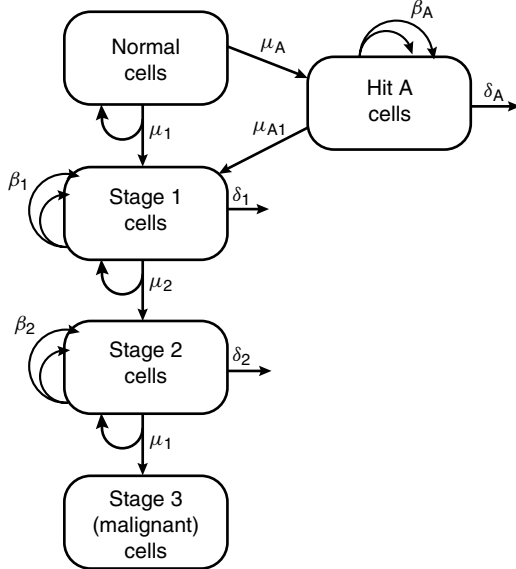 Normal
cells
μA
βA
Hit A
cells
δA
μ1
μA1
β1
Stage 1
cells
δ1
μ2
β2
Stage 2
cells
δ2
μ1
Stage 3
(malignant)
cells